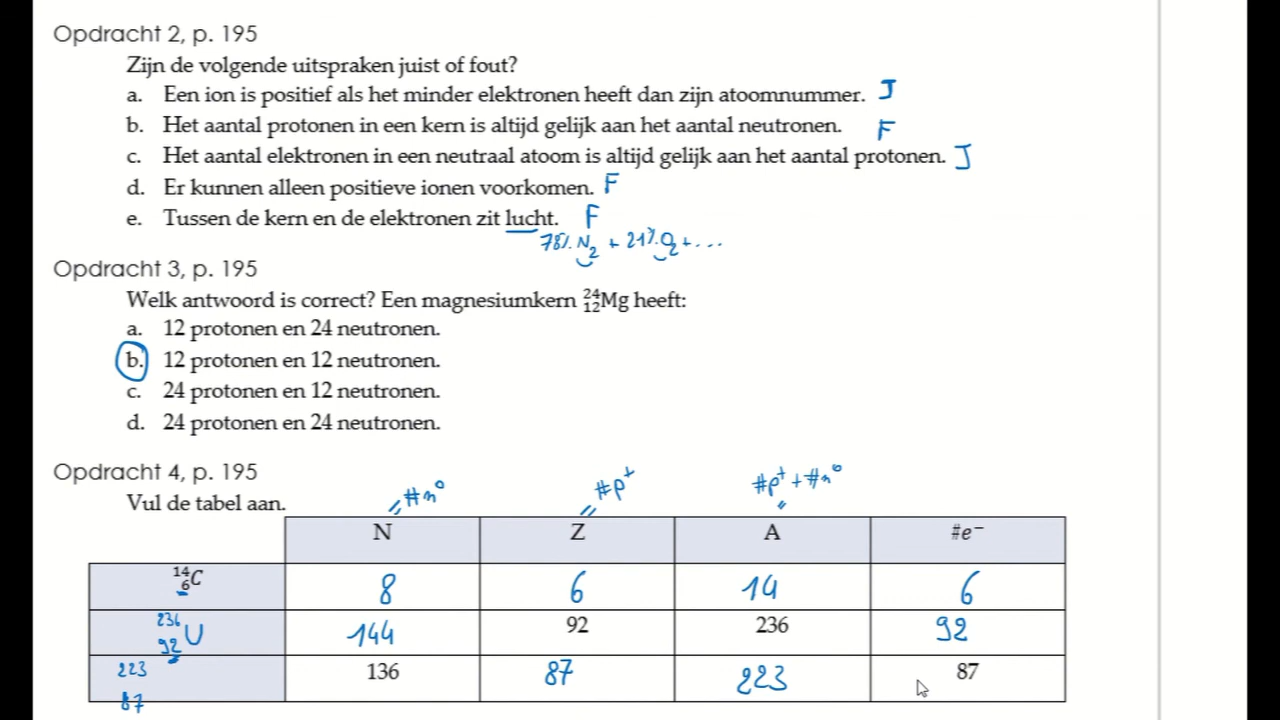 Opdracht 2, p. 195
Zijn de volgende uitspraken juist of fout?
a. Een ion is positief als het minder elektronen heeft dan zijn atoomnummer. J
b. Het aantal protonen in een kern is altijd gelijk aan het aantal neutronen. F
c. Het aantal elektronen in een neutraal atoom is altijd gelijk aan het aantal protonen. J
d. Er kunnen alleen positieve ionen voorkomen. F
e. Tussen de kern en de elektronen zit lucht. F
78% N₂ + 21% O₂ + ...
Opdracht 3, p. 195
Welk antwoord is correct? Een magnesiumkern ²⁴₁₂Mg heeft:
a. 12 protonen en 24 neutronen.
b. 12 protonen en 12 neutronen.
c. 24 protonen en 12 neutronen.
d. 24 protonen en 24 neutronen.
Opdracht 4, p. 195
Vul de tabel aan.
= #n⁰ = #p⁺ #p⁺ + #n⁰ =
N Z A #e⁻
¹⁴₆C 8 6 14 6
²³⁶₉₂U 144 92 236 92
223 87 136 87 223 87